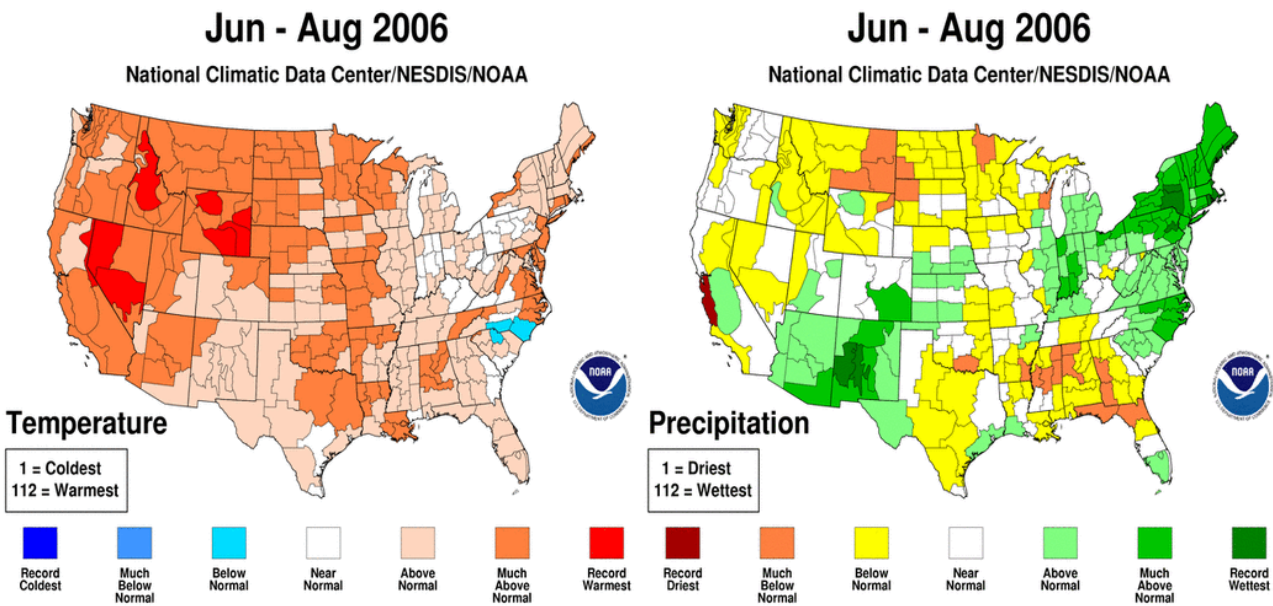 Jun - Aug 2006
National Climatic Data Center/NESDIS/NOAA
NOAA
Temperature
1 = Coldest
112 = Warmest
Record
Coldest
Much
Below
Normal
Below
Normal
Near
Normal
Above
Normal
Much
Above
Normal
Record
Warmest
Jun - Aug 2006
National Climatic Data Center/NESDIS/NOAA
NOAA
Precipitation
1 = Driest
112 = Wettest
Record
Driest
Much
Below
Normal
Below
Normal
Near
Normal
Above
Normal
Much
Above
Normal
Record
Wettest